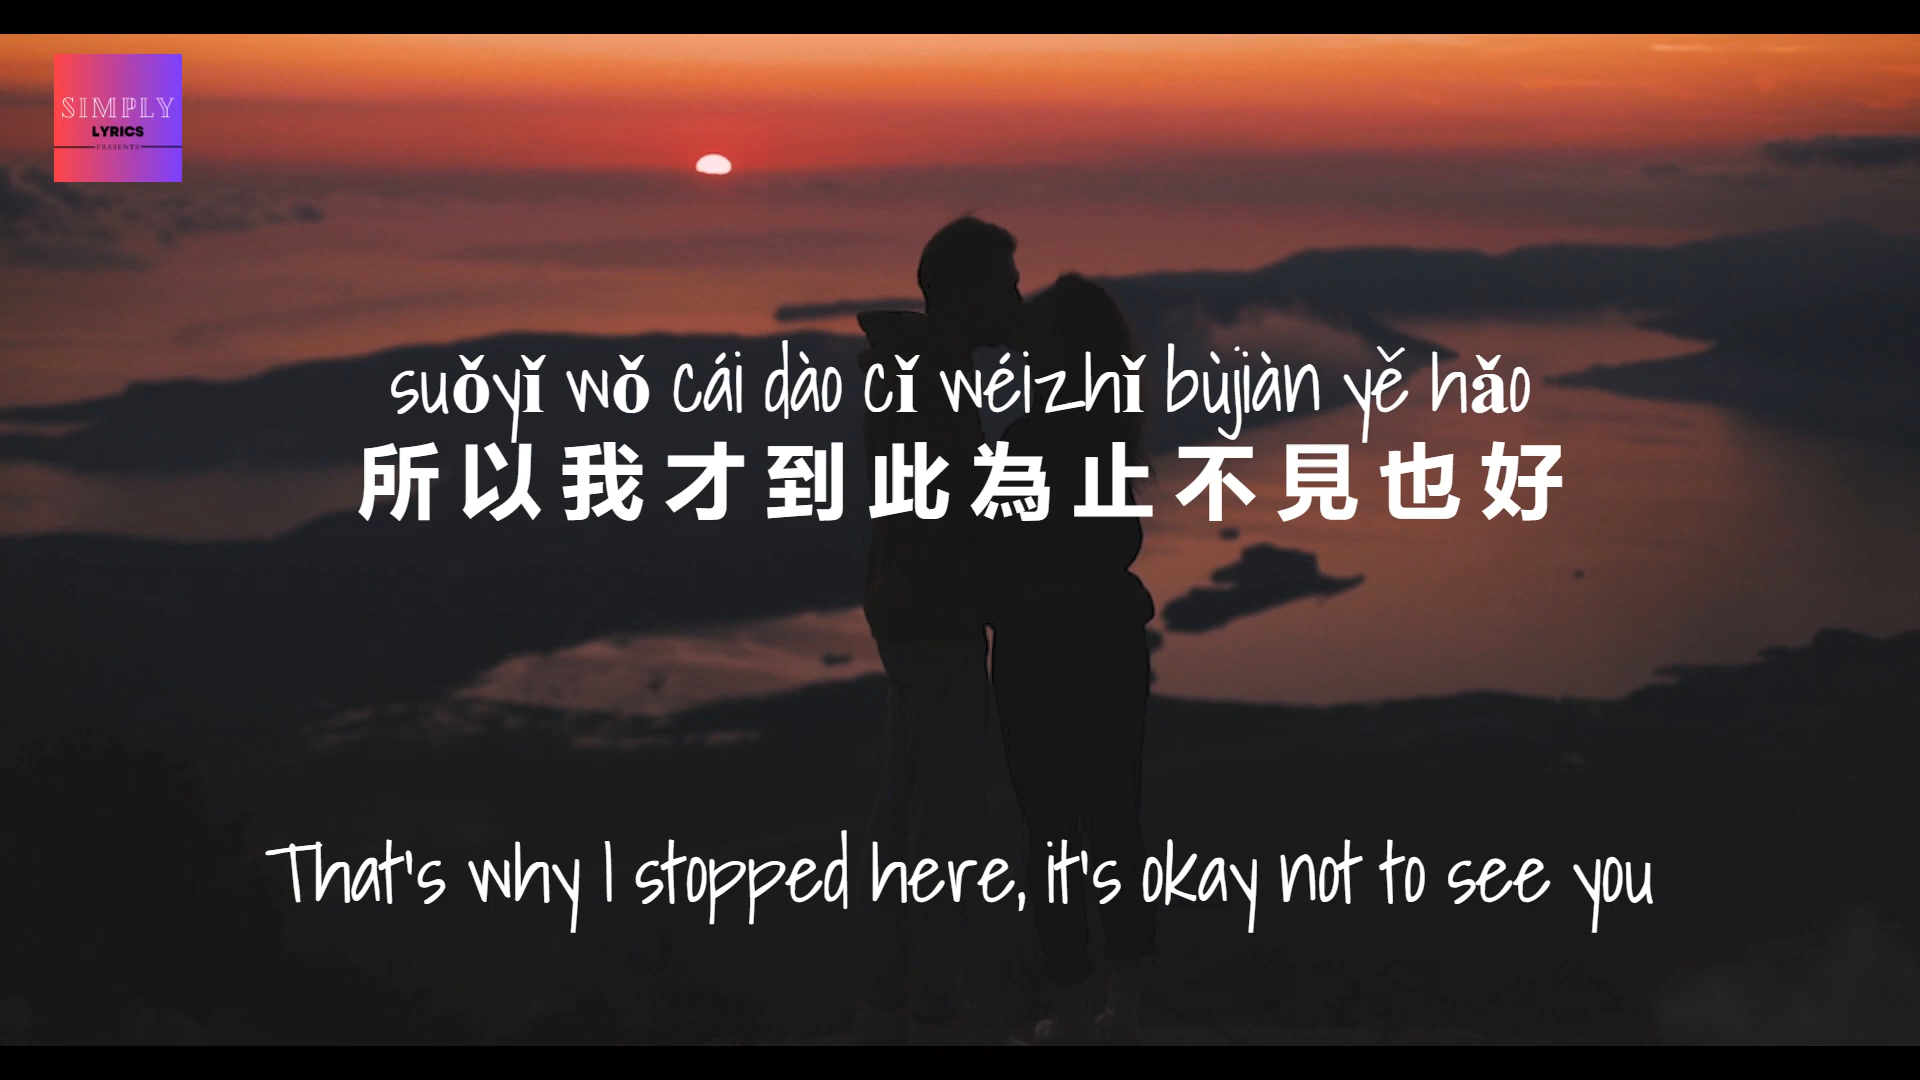 SIMPLY
LYRICS
PRESENTS
suǒyǐ wǒ cái dào cǐ wéizhǐ bùjiàn yě hǎo
所以我才到此為止不見也好
That's why I stopped here, it's okay not to see you